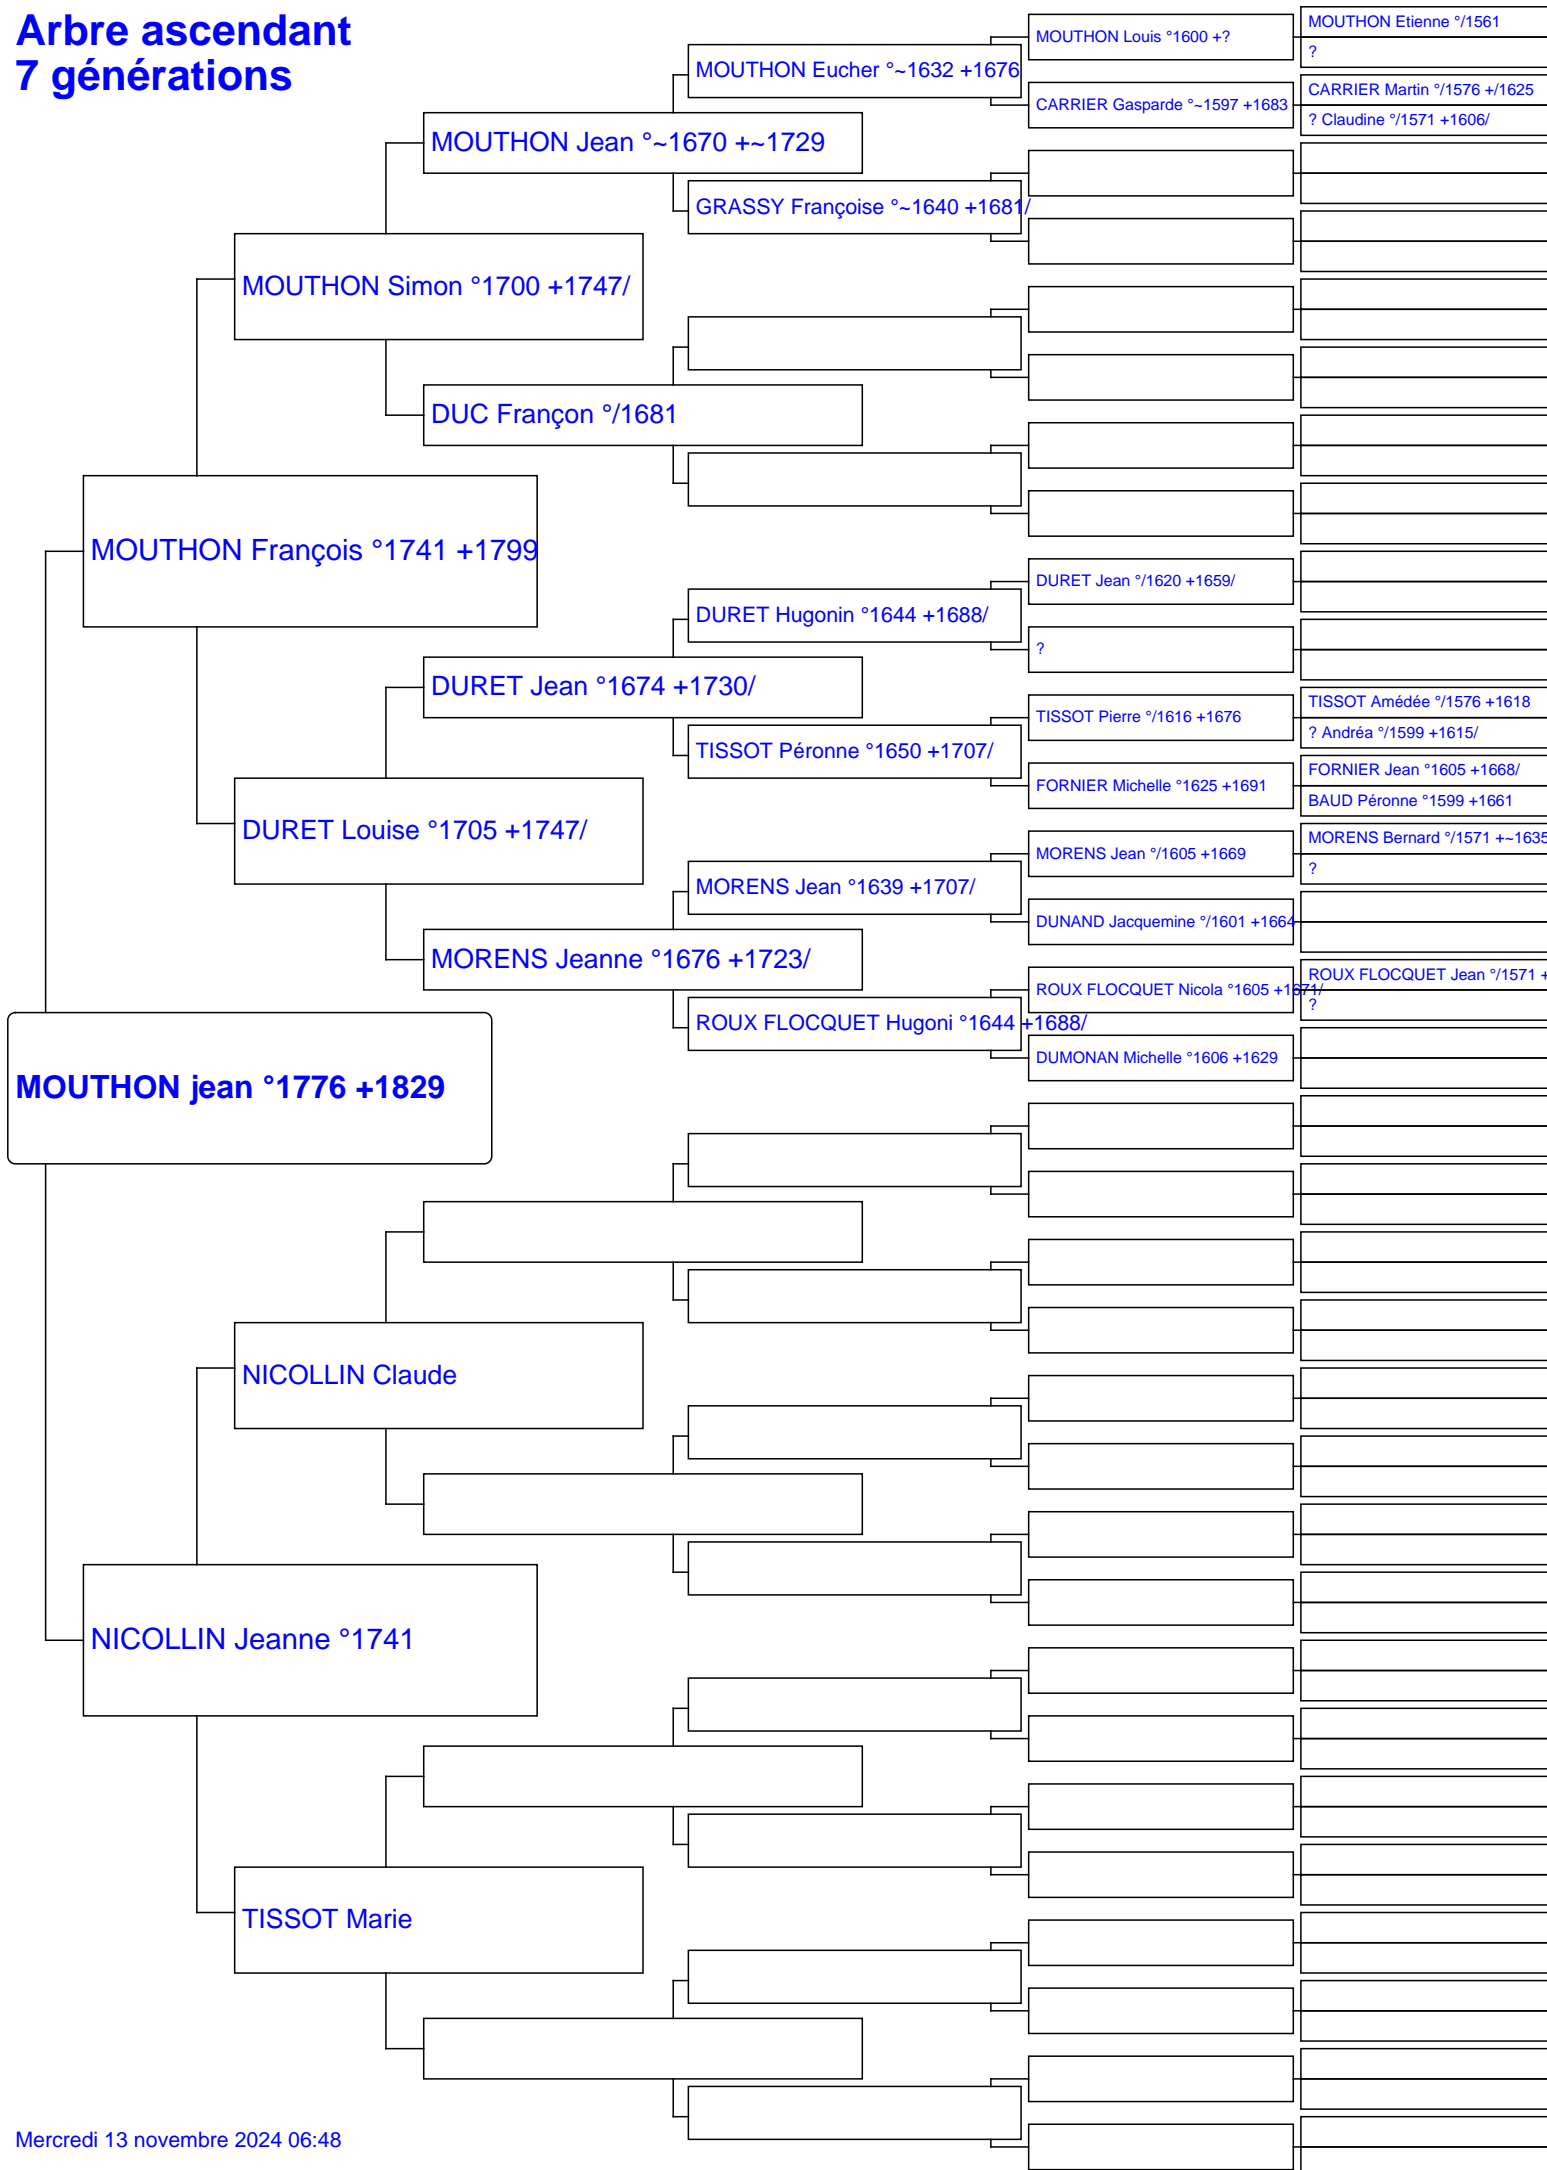 Arbre ascendant
7 générations
MOUTHON Louis °1600 +?
MOUTHON Etienne °/1561
?
MOUTHON Eucher °~1632 +1676
CARRIER Gasparde °~1597 +1683
CARRIER Martin °/1576 +/1625
? Claudine °/1571 +1606/
MOUTHON Jean °~1670 +~1729
GRASSY Françoise °~1640 +1681/
MOUTHON Simon °1700 +1747/
DUC Françon °/1681
MOUTHON François °1741 +1799
DURET Jean °/1620 +1659/
DURET Hugonin °1644 +1688/
?
DURET Jean °1674 +1730/
TISSOT Pierre °/1616 +1676
TISSOT Amédée °/1576 +1618
? Andréa °/1599 +1615/
TISSOT Péronne °1650 +1707/
FORNIER Michelle °1625 +1691
FORNIER Jean °1605 +1668/
BAUD Péronne °1599 +1661
DURET Louise °1705 +1747/
MORENS Jean °/1605 +1669
MORENS Bernard °/1571 +~1635
?
MORENS Jean °1639 +1707/
DUNAND Jacquemine °/1601 +1664
MORENS Jeanne °1676 +1723/
ROUX FLOCQUET Nicola °1605 +1671/
ROUX FLOCQUET Jean °/1571 +
?
ROUX FLOCQUET Hugoni °1644 +1688/
DUMONAN Michelle °1606 +1629
MOUTHON jean °1776 +1829
NICOLLIN Claude
NICOLLIN Jeanne °1741
TISSOT Marie
Mercredi 13 novembre 2024 06:48